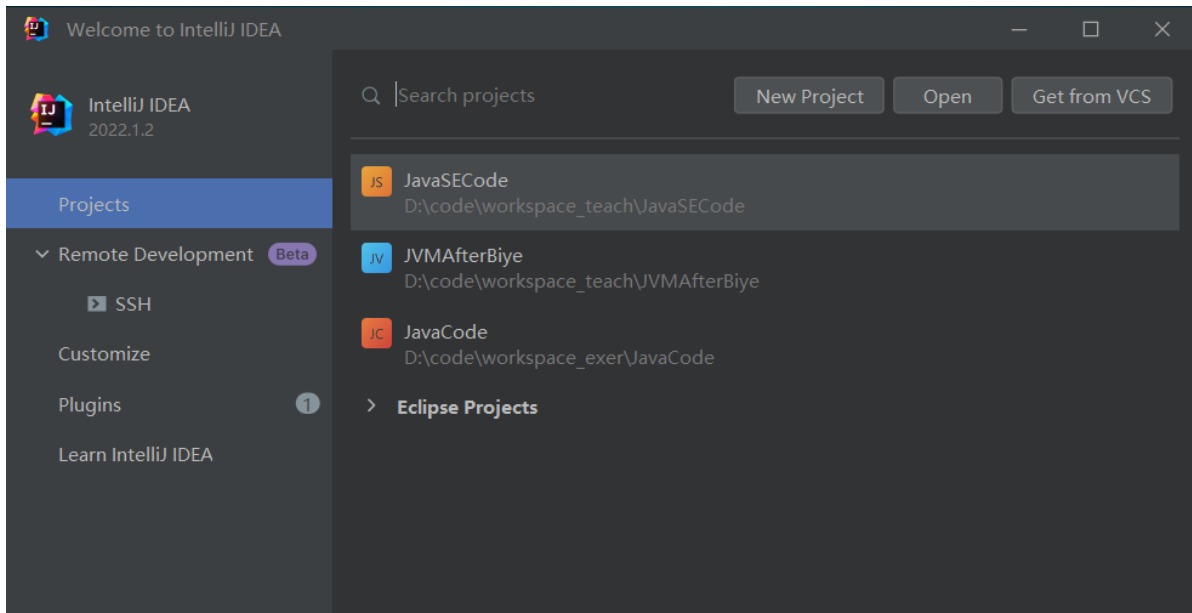 Welcome to IntelliJ IDEA
IntelliJ IDEA
2022.1.2
Projects
Remote Development Beta
SSH
Customize
Plugins 1
Learn IntelliJ IDEA
Search projects New Project Open Get from VCS
JS JavaSECode
D:\code\workspace_teach\JavaSECode
JV JVMAfterBiye
D:\code\workspace_teach\JVMAfterBiye
JC JavaCode
D:\code\workspace_exer\JavaCode
Eclipse Projects